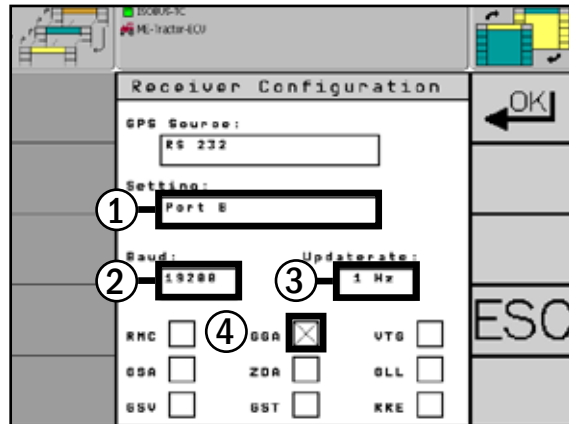 ISOBUS-TC
ME-Tractor-ECU
Receiver Configuration
OK
GPS Source:
RS 232
Setting:
1
Port B
Baud:
Updaterate:
2
19200
3
1 Hz
ESC
RMC
4
GGA
VTG
GSA
ZDA
GLL
GSV
GST
RRE